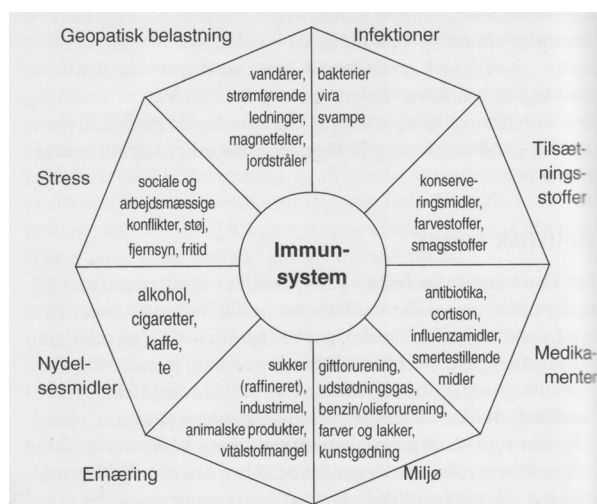 Geopatisk belastning
Infektioner
vandårer,
strømførende
ledninger,
magnetfelter,
jordstråler
bakterier
vira
svampe
Tilsæt-
nings-
stoffer
konserve-
ringsmidler,
farvestoffer,
smagsstoffer
Stress
sociale og
arbejdsmæssige
konflikter, støj,
fjernsyn, fritid
Immun-
system
alkohol,
cigaretter,
kaffe,
te
antibiotika,
cortison,
influenzamidler,
smertestillende
midler
Nydel-
sesmidler
Medika-
menter
sukker
(raffineret),
industrimel,
animalske produkter,
vitalstofmangel
giftforurening,
udstødningsgas,
benzin/olieforurening,
farver og lakker,
kunstgødning
Ernæring
Miljø